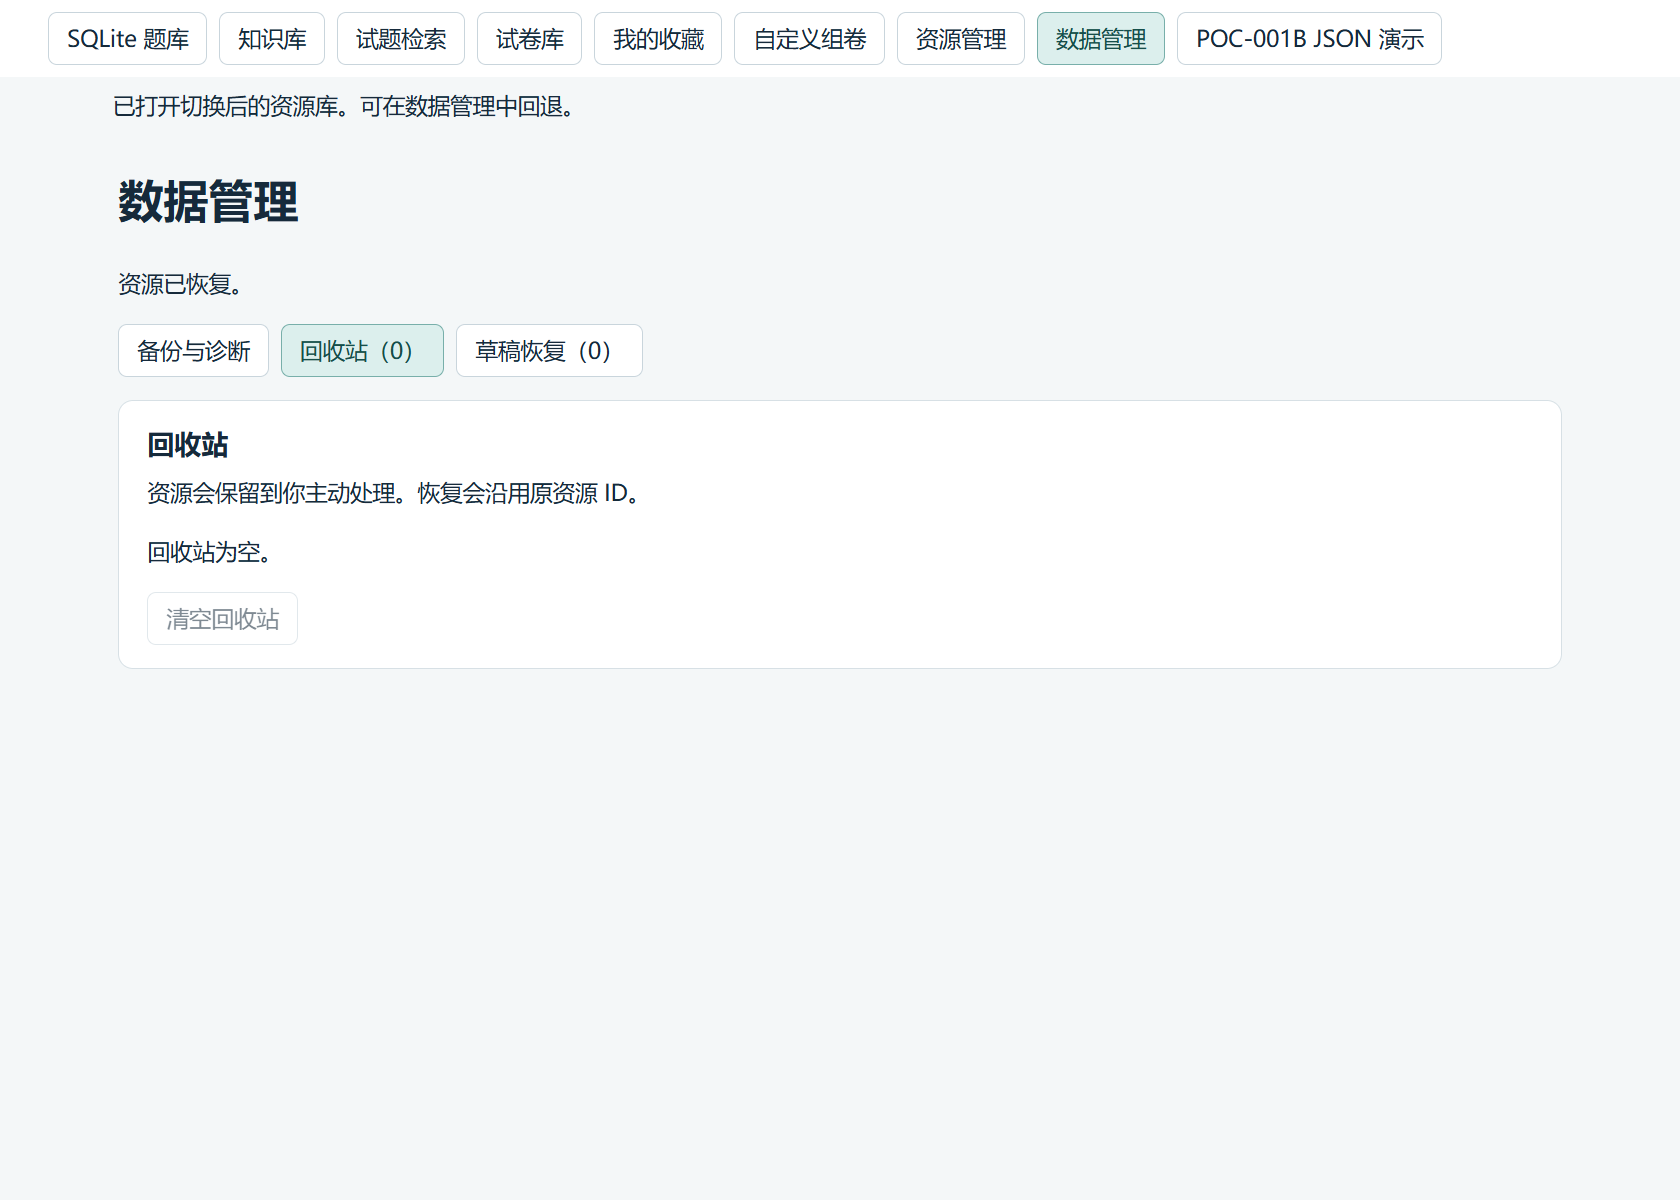 SQLite 题库 知识库 试题检索 试卷库 我的收藏 自定义组卷 资源管理 数据管理 POC-001B JSON 演示
已打开切换后的资源库。可在数据管理中回退。
数据管理
资源已恢复。
备份与诊断 回收站（0） 草稿恢复（0）
回收站
资源会保留到你主动处理。恢复会沿用原资源 ID。
回收站为空。
清空回收站